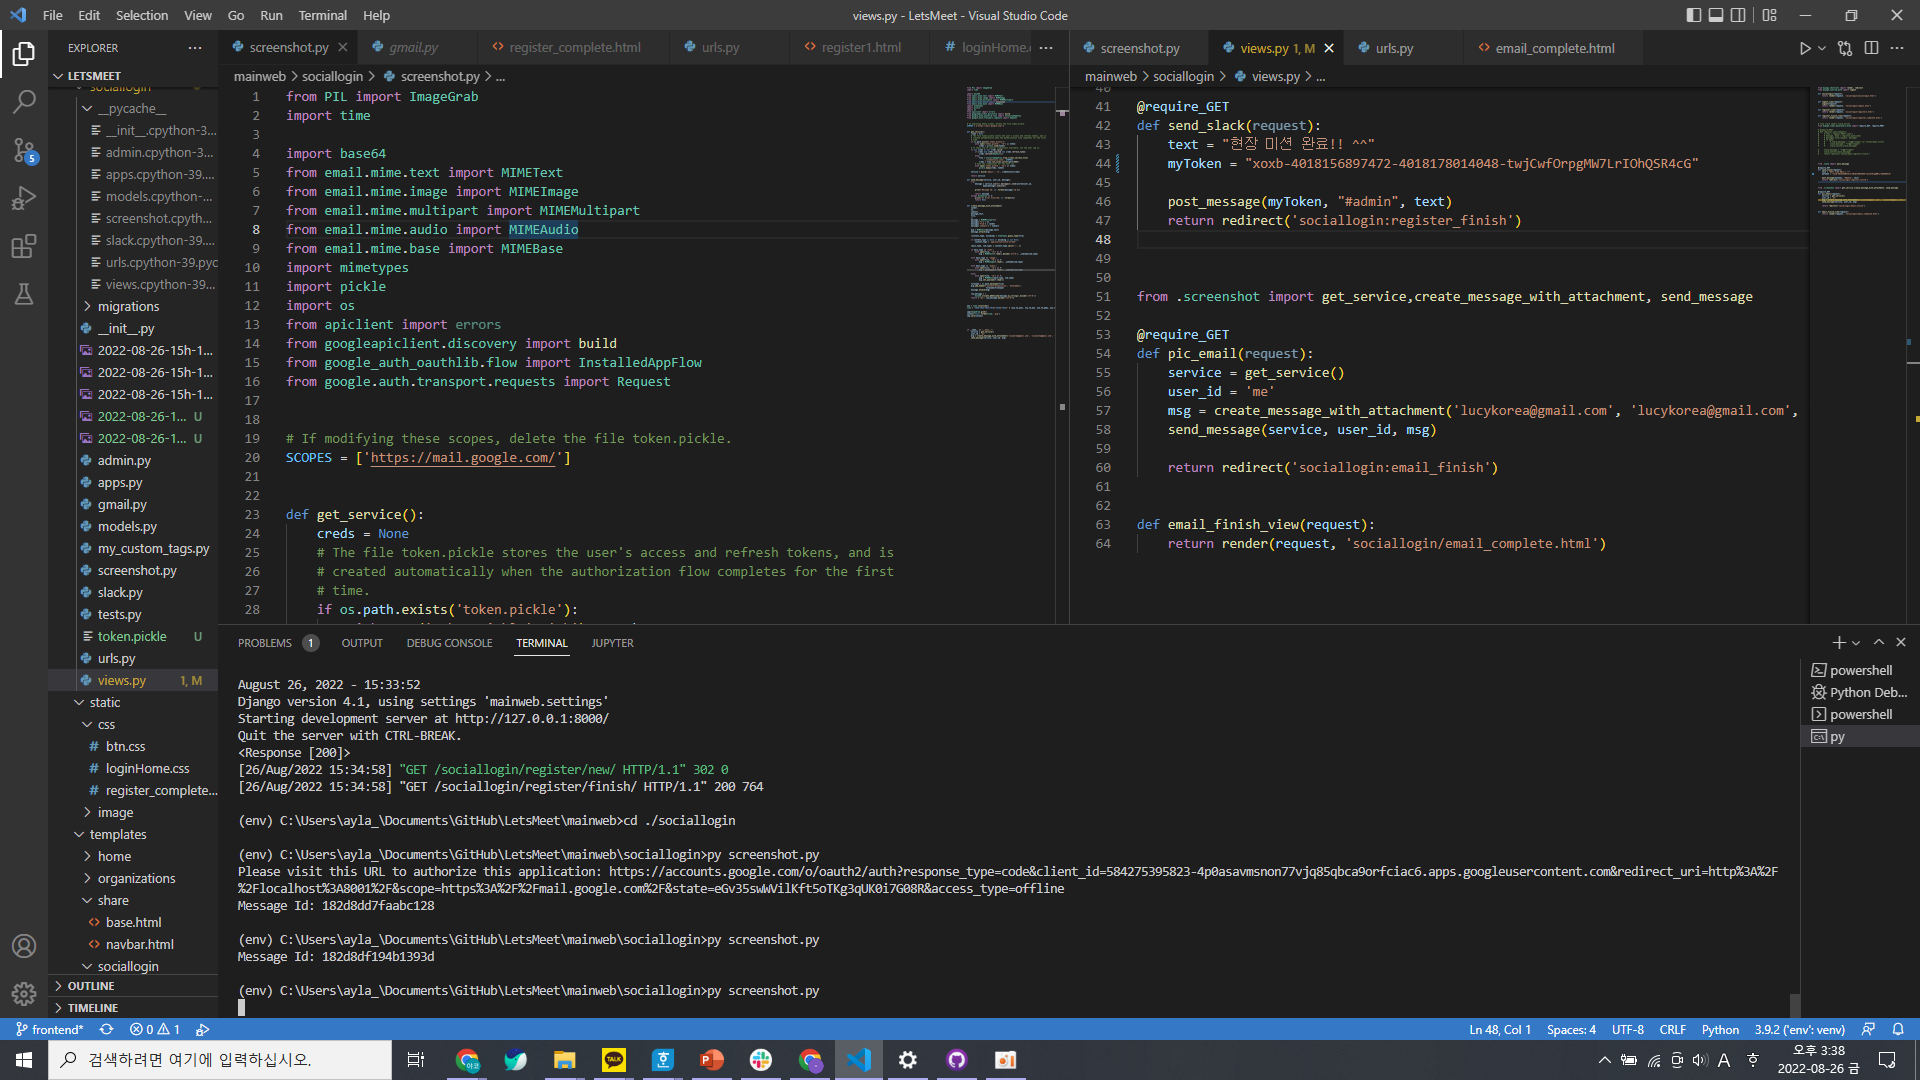 File Edit Selection View Go Run Terminal Help
views.py - LetsMeet - Visual Studio Code
EXPLORER
LETSMEET
sociallogin
__pycache__
__init__.cpython-3...
admin.cpython-3...
apps.cpython-39....
models.cpython-...
screenshot.cpyth...
slack.cpython-39....
urls.cpython-39.pyc
views.cpython-39...
migrations
__init__.py
2022-08-26-15h-1...
2022-08-26-15h-1...
2022-08-26-15h-1...
2022-08-26-1... U
2022-08-26-1... U
admin.py
apps.py
gmail.py
models.py
my_custom_tags.py
screenshot.py
slack.py
tests.py
token.pickle U
urls.py
views.py 1, M
static
css
btn.css
loginHome.css
register_complete...
image
templates
home
organizations
share
base.html
navbar.html
sociallogin
OUTLINE
TIMELINE
screenshot.py gmail.py register_complete.html urls.py register1.html loginHome.
mainweb > sociallogin > screenshot.py > ...
1 from PIL import ImageGrab
2 import time
3
4 import base64
5 from email.mime.text import MIMEText
6 from email.mime.image import MIMEImage
7 from email.mime.multipart import MIMEMultipart
8 from email.mime.audio import MIMEAudio
9 from email.mime.base import MIMEBase
10 import mimetypes
11 import pickle
12 import os
13 from apiclient import errors
14 from googleapiclient.discovery import build
15 from google_auth_oauthlib.flow import InstalledAppFlow
16 from google.auth.transport.requests import Request
17
18
19 # If modifying these scopes, delete the file token.pickle.
20 SCOPES = ['https://mail.google.com/']
21
22
23 def get_service():
24 creds = None
25 # The file token.pickle stores the user's access and refresh tokens, and is
26 # created automatically when the authorization flow completes for the first
27 # time.
28 if os.path.exists('token.pickle'):
screenshot.py views.py 1, M urls.py email_complete.html
mainweb > sociallogin > views.py > ...
40
41 @require_GET
42 def send_slack(request):
43 text = "현장 미션 완료!! ^^"
44 myToken = "xoxb-4018156897472-4018178014048-twjCwfOrpgMW7LrIOhQSR4cG"
45
46 post_message(myToken, "#admin", text)
47 return redirect('sociallogin:register_finish')
48
49
50
51 from .screenshot import get_service,create_message_with_attachment, send_message
52
53 @require_GET
54 def pic_email(request):
55 service = get_service()
56 user_id = 'me'
57 msg = create_message_with_attachment('lucykorea@gmail.com', 'lucykorea@gmail.com',
58 send_message(service, user_id, msg)
59
60 return redirect('sociallogin:email_finish')
61
62
63 def email_finish_view(request):
64 return render(request, 'sociallogin/email_complete.html')
PROBLEMS 1 OUTPUT DEBUG CONSOLE TERMINAL JUPYTER
August 26, 2022 - 15:33:52
Django version 4.1, using settings 'mainweb.settings'
Starting development server at http://127.0.0.1:8000/
Quit the server with CTRL-BREAK.
<Response [200]>
[26/Aug/2022 15:34:58] "GET /sociallogin/register/new/ HTTP/1.1" 302 0
[26/Aug/2022 15:34:58] "GET /sociallogin/register/finish/ HTTP/1.1" 200 764
(env) C:\Users\ayla_\Documents\GitHub\LetsMeet\mainweb>cd ./sociallogin
(env) C:\Users\ayla_\Documents\GitHub\LetsMeet\mainweb\sociallogin>py screenshot.py
Please visit this URL to authorize this application: https://accounts.google.com/o/oauth2/auth?response_type=code&client_id=584275395823-4p0asavmsnon77vjq85qbca9orfciac6.apps.googleusercontent.com&redirect_uri=http%3A%2F
%2Flocalhost%3A8001%2F&scope=https%3A%2F%2Fmail.google.com%2F&state=eGv35swWVilKft5oTKg3qUK0i7G08R&access_type=offline
Message Id: 182d8dd7faabc128
(env) C:\Users\ayla_\Documents\GitHub\LetsMeet\mainweb\sociallogin>py screenshot.py
Message Id: 182d8df194b1393d
(env) C:\Users\ayla_\Documents\GitHub\LetsMeet\mainweb\sociallogin>py screenshot.py
powershell
Python Deb...
powershell
py
5
frontend* 0 1
Ln 48, Col 1 Spaces: 4 UTF-8 CRLF Python 3.9.2 ('env': venv)
검색하려면 여기에 입력하십시오.
TALK
A
오후 3:38
2022-08-26 금